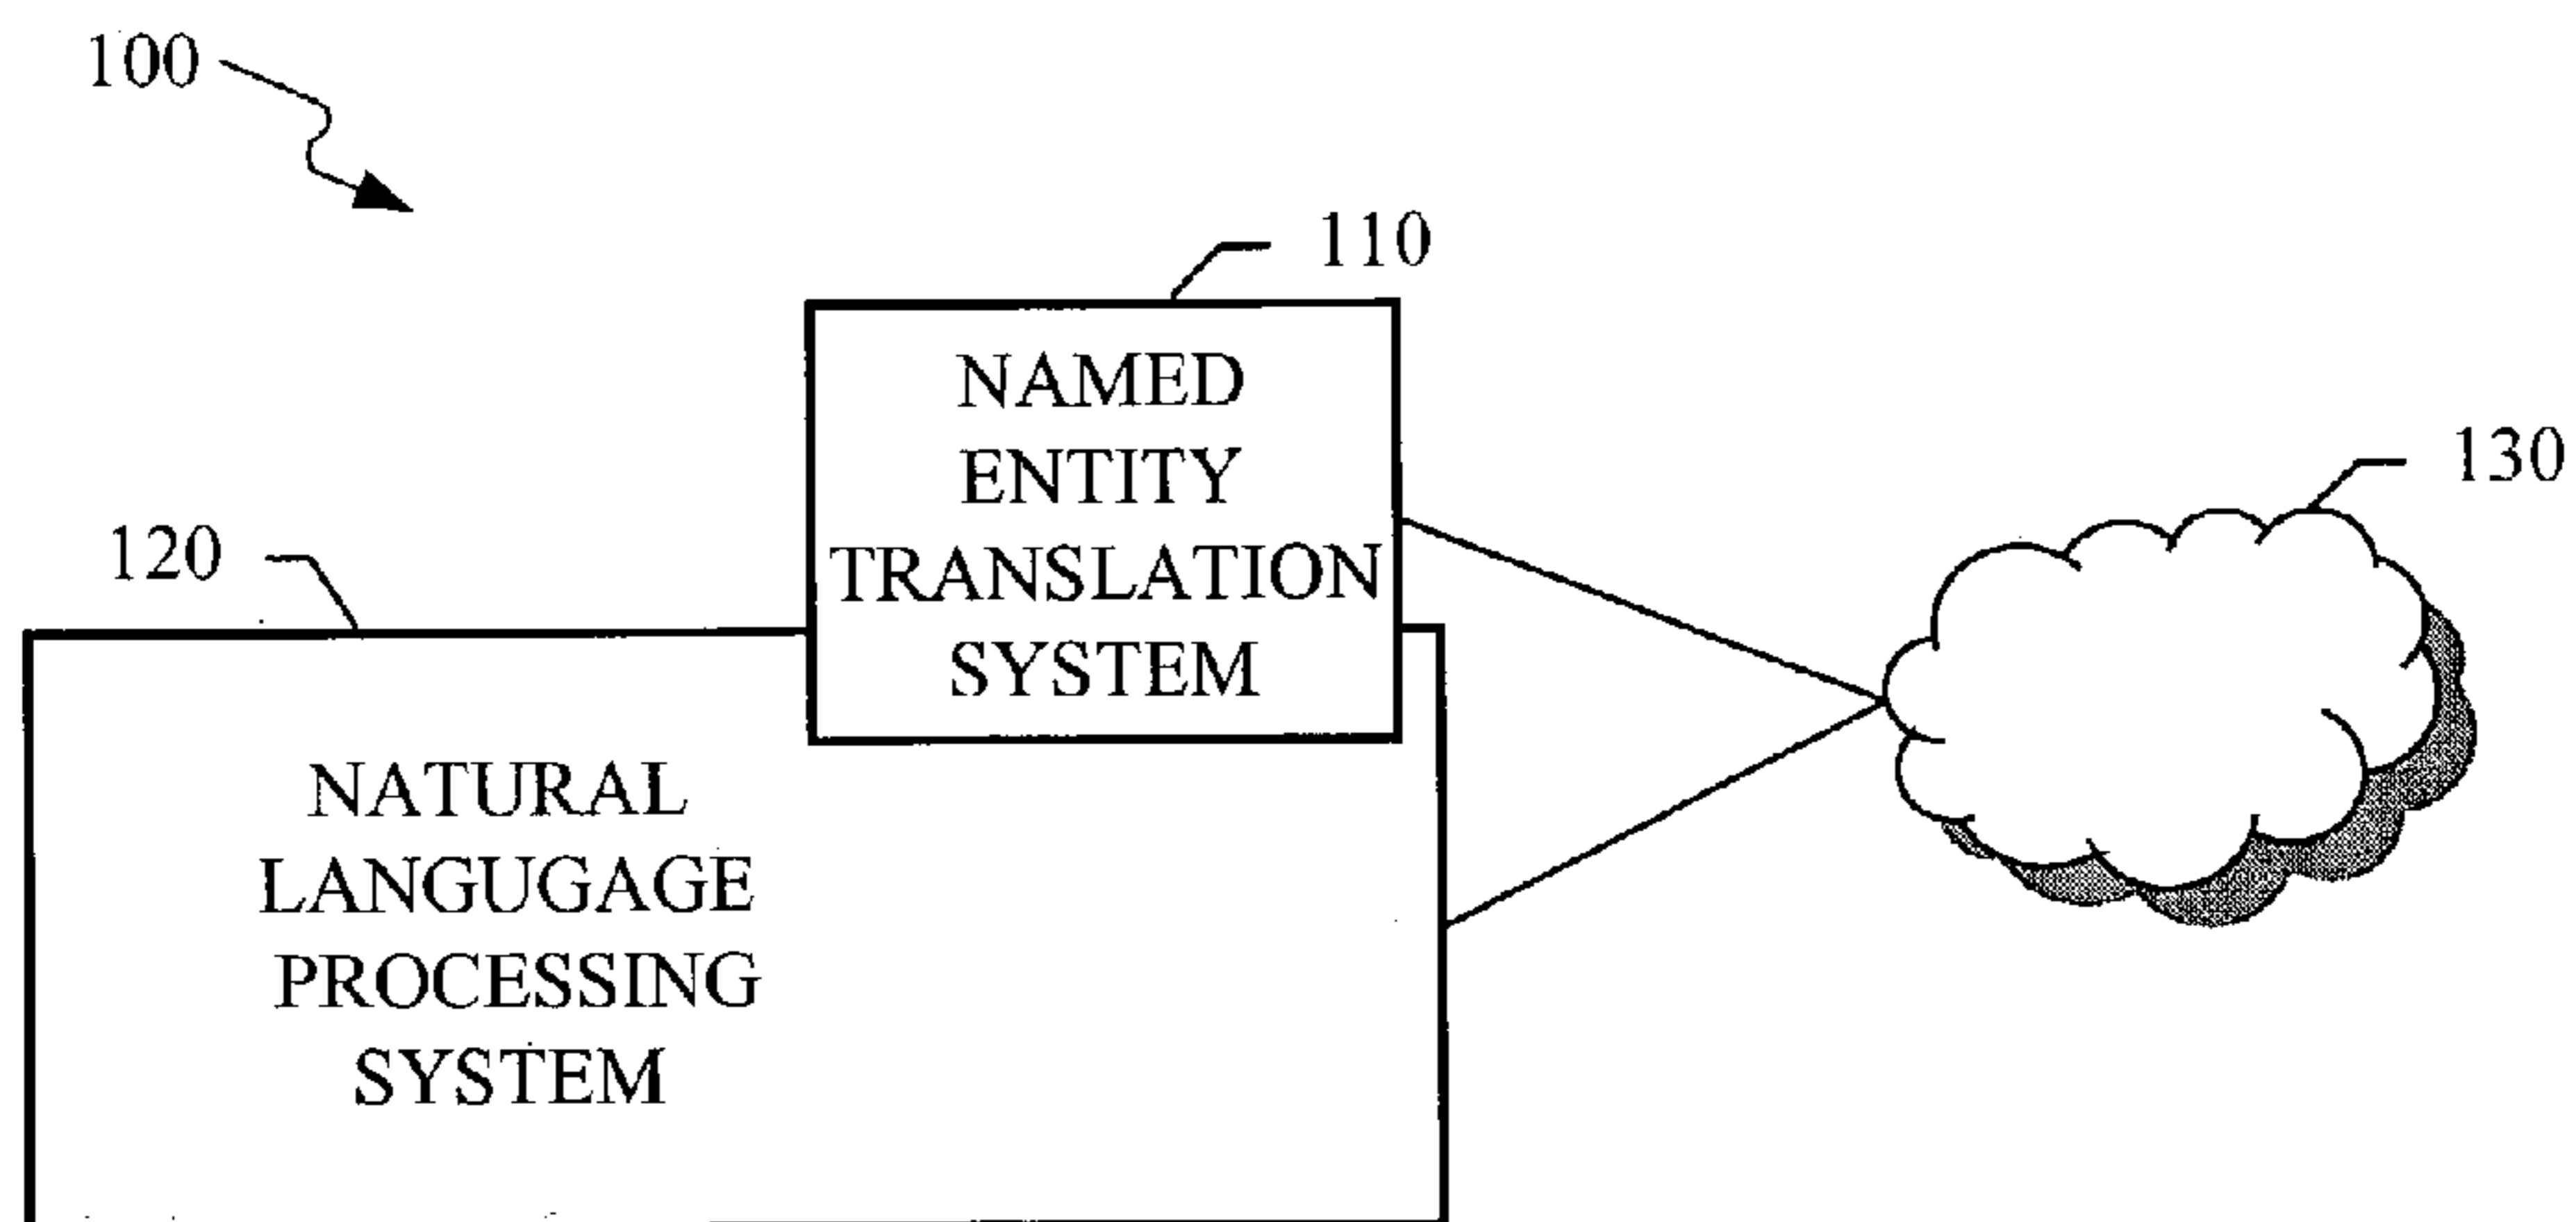 100
110
NAMED
ENTITY
TRANSLATION
SYSTEM
130
120
NATURAL
LANGUGAGE
PROCESSING
SYSTEM